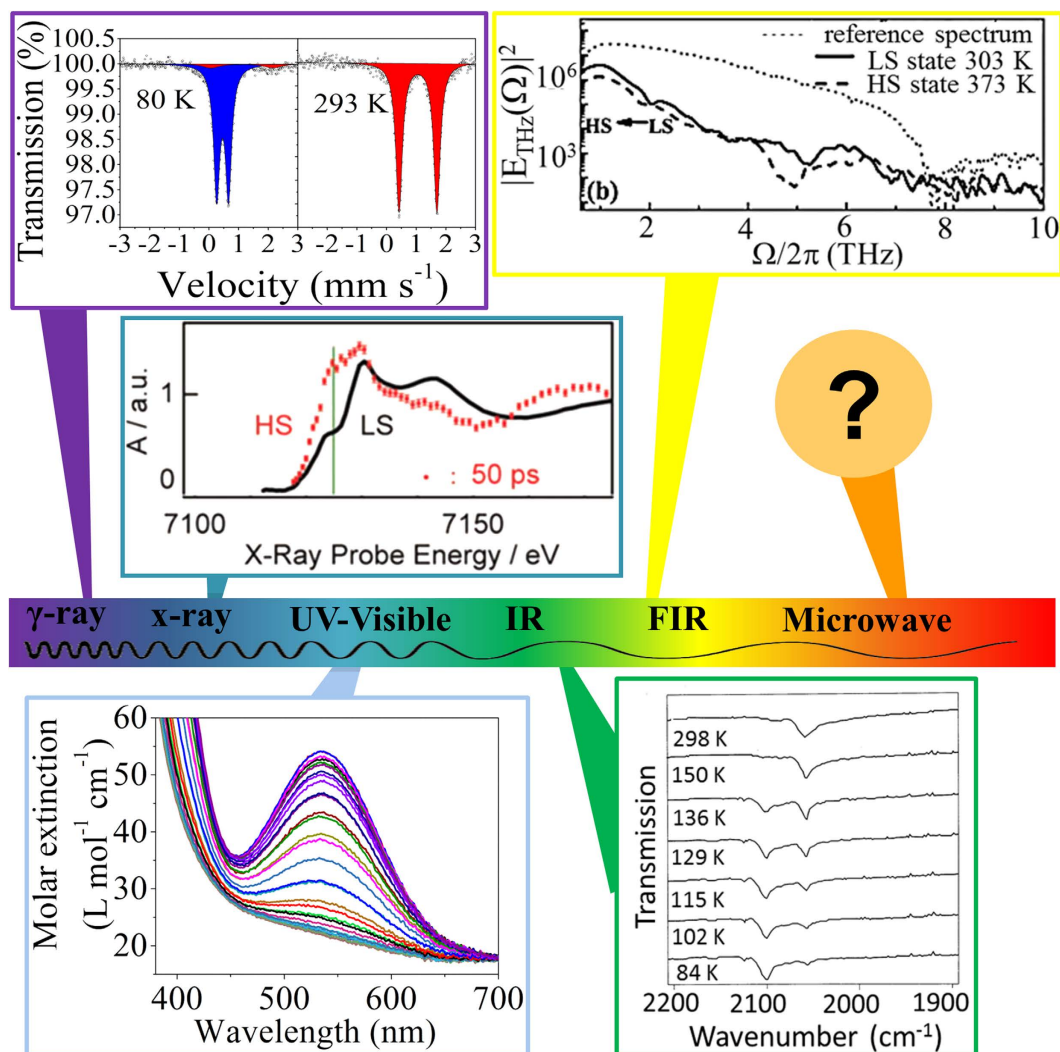 100.5
100.0
99.5
99.0
98.5
98.0
97.5
97.0
Transmission (%)
80 K
293 K
-3 -2 -1 0 1 2 3 -2 -1 0 1 2 3
Velocity (mm s⁻¹)
|E_THz(Ω)|²
10⁶
10³
reference spectrum
LS state 303 K
HS state 373 K
HS LS
(b)
2 4 6 8 10
Ω/2π (THz)
A / a.u.
1
0
HS
LS
: 50 ps
7100 7150
X-Ray Probe Energy / eV
?
γ-ray x-ray UV-Visible IR FIR Microwave
Molar extinction
(L mol⁻¹ cm⁻¹)
60
50
40
30
20
400 500 600 700
Wavelength (nm)
Transmission
298 K
150 K
136 K
129 K
115 K
102 K
84 K
2200 2100 2000 1900
Wavenumber (cm⁻¹)